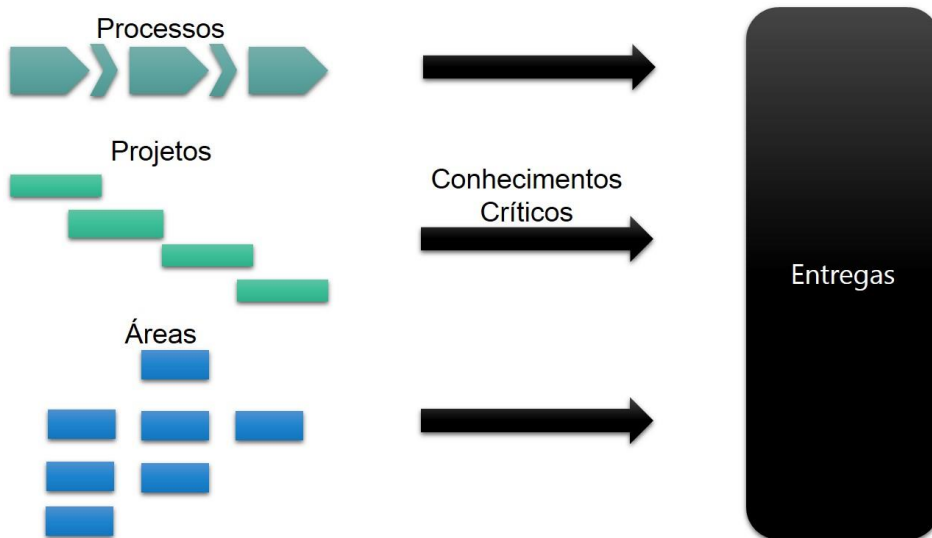 Processos
Projetos
Conhecimentos
Críticos
Entregas
Áreas